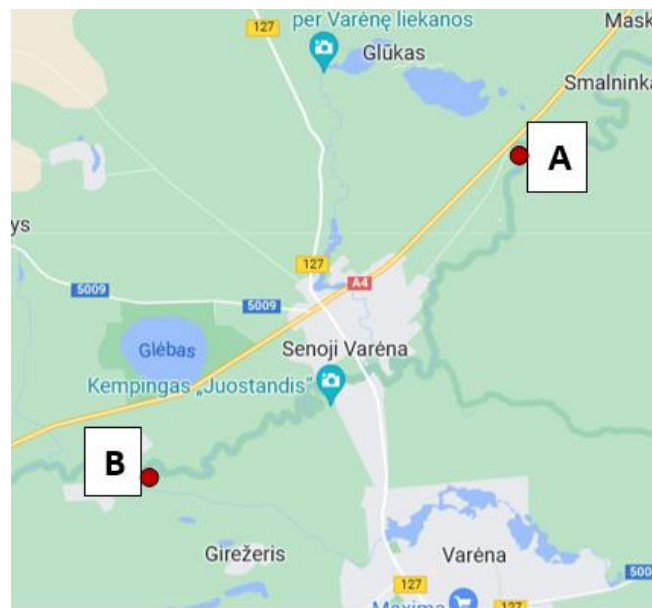 127
per Varėnę liekanos
Mask
Glūkas
Smalninka
A
ys
127
A4
5009
5009
Glėbas
Senoji Varėna
Kempingas „Juostandis“
B
Girežeris
Varėna
127
500
127
Maxima